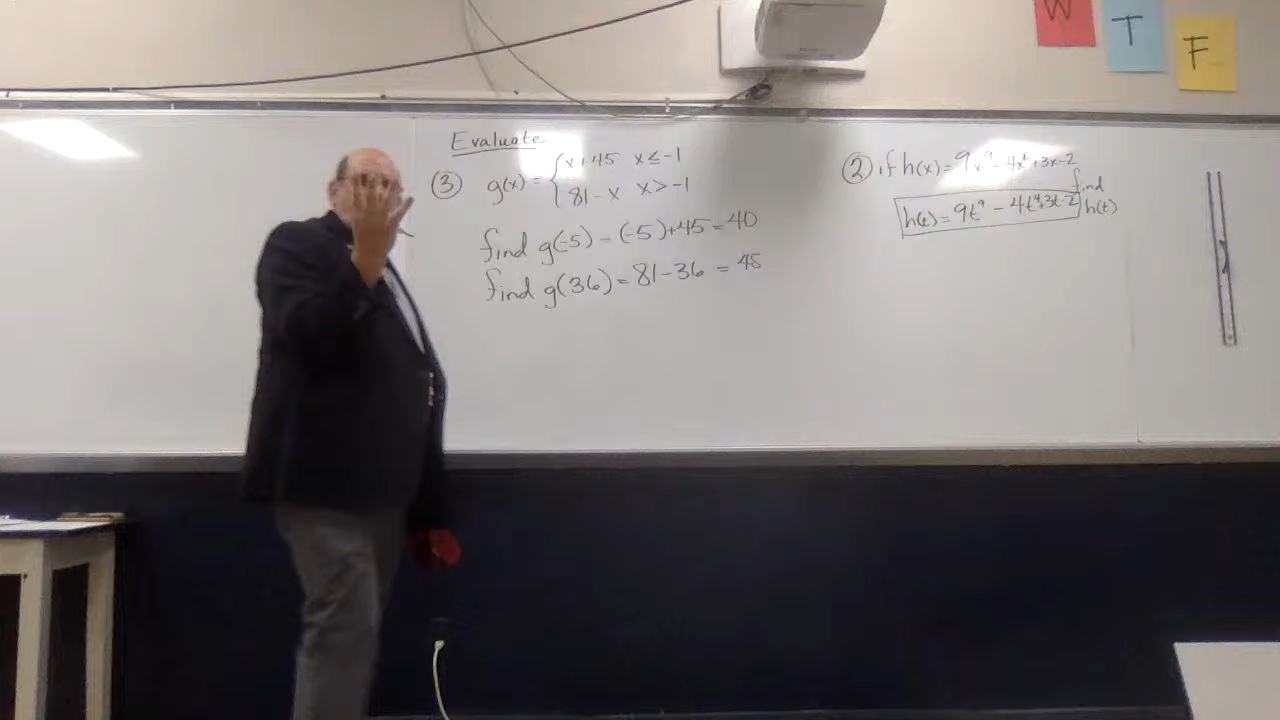 W T F
Evaluate
③ g(x) = { x+45 x ≤ -1
81 - x x > -1
find g(-5) = (-5)+45 = 40
find g(36) = 81-36 = 45
② if h(x) = 9x⁹ - 4x⁴+3x-2
find h(t)
h(t) = 9t⁹ - 4t⁴+3t-2